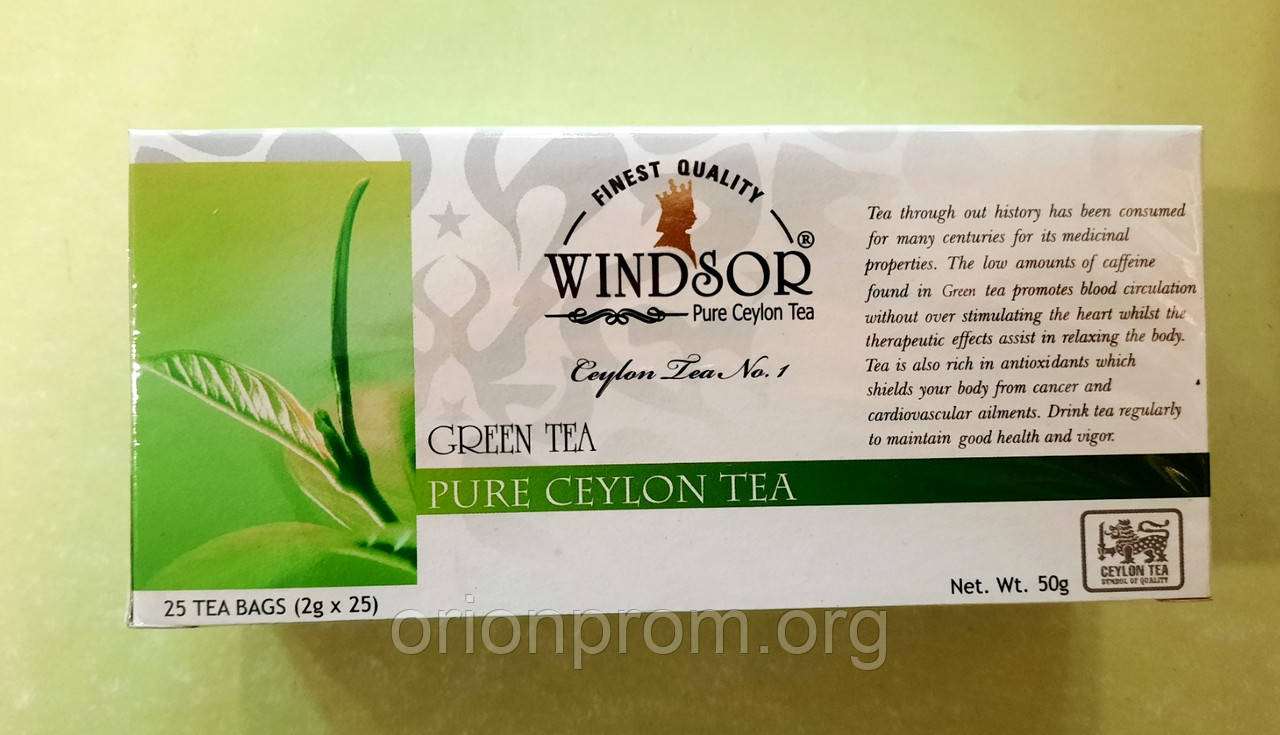 FINEST QUALITY
WINDSOR®
Pure Ceylon Tea
Ceylon Tea No. 1
GREEN TEA
PURE CEYLON TEA
Tea through out history has been consumed
for many centuries for its medicinal
properties. The low amounts of caffeine
found in Green tea promotes blood circulation
without over stimulating the heart whilst the
therapeutic effects assist in relaxing the body.
Tea is also rich in antioxidants which
shields your body from cancer and
cardiovascular ailments. Drink tea regularly
to maintain good health and vigor.
25 TEA BAGS (2g x 25)
Net. Wt. 50g
CEYLON TEA
SYMBOL OF QUALITY
orionprom.org